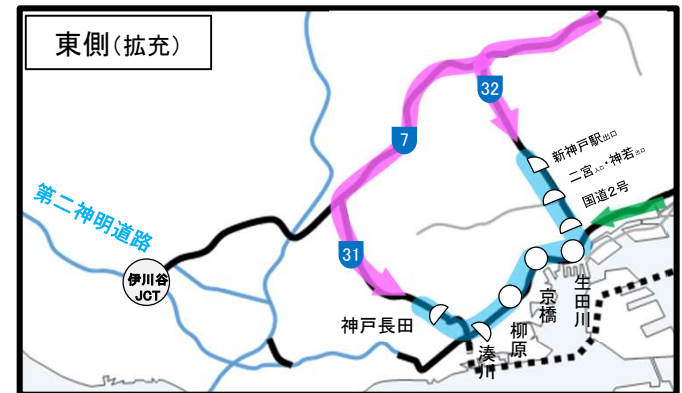 東側(拡充)
32
7
新神戸駅出口
二宮入口・神若出口
国道2号
第二神明道路
31
伊川谷
JCT
神戸長田
湊川
柳原
京橋
生田川